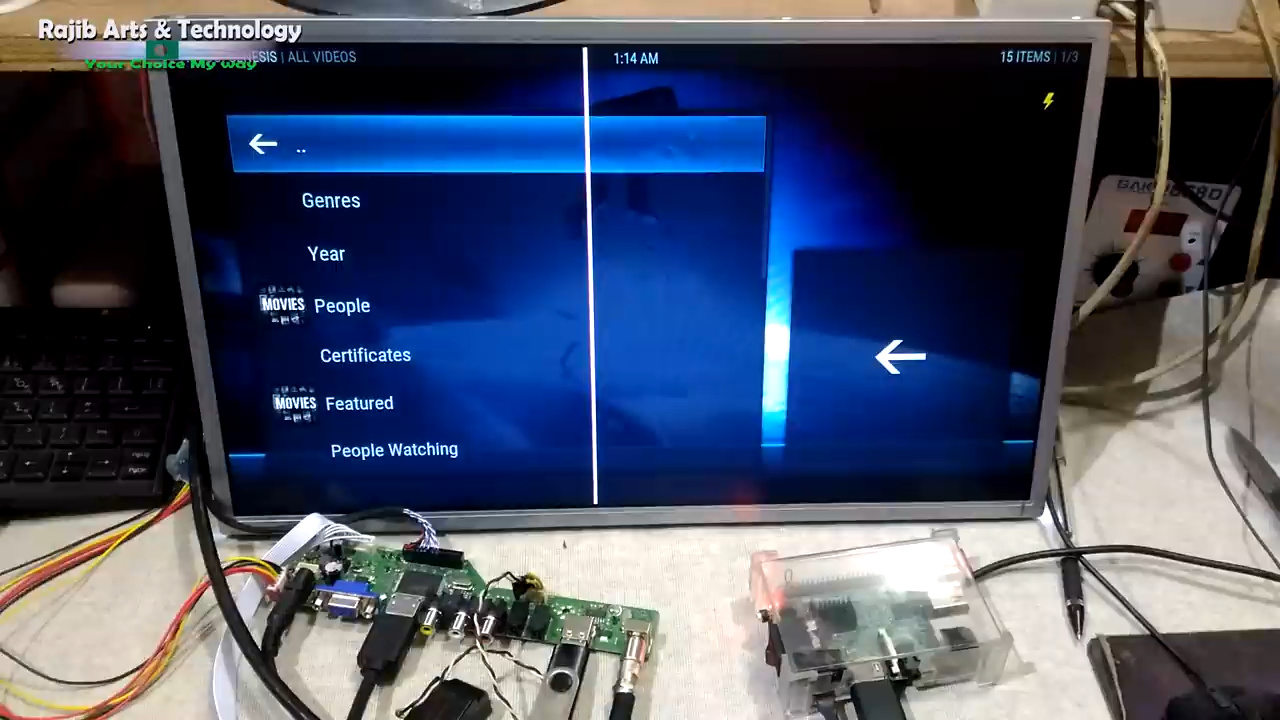 Rajib Arts & Technology
Your Choice My way
ESIS | ALL VIDEOS
1:14 AM
15 ITEMS | 1/3
..
Genres
Year
MOVIES People
Certificates
MOVIES Featured
People Watching